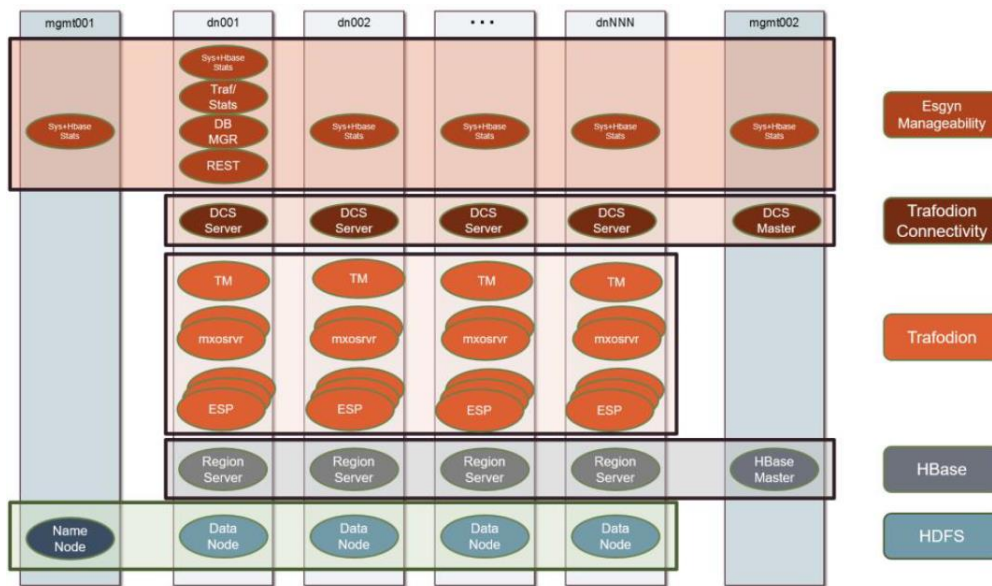 mgmt001 dn001 dn002 ... dnNNN mgmt002
Sys+Hbase
Stats
Traf/
Stats
Sys+Hbase
Stats
DB
MGR
Sys+Hbase
Stats
Sys+Hbase
Stats
Sys+Hbase
Stats
Sys+Hbase
Stats
REST
Esgyn
Manageability
DCS
Server
DCS
Server
DCS
Server
DCS
Server
DCS
Master
Trafodion
Connectivity
TM TM TM TM
mxosrvr mxosrvr mxosrvr mxosrvr
Trafodion
ESP ESP ESP ESP
Region
Server
Region
Server
Region
Server
Region
Server
HBase
Master
HBase
Name
Node
Data
Node
Data
Node
Data
Node
Data
Node
HDFS